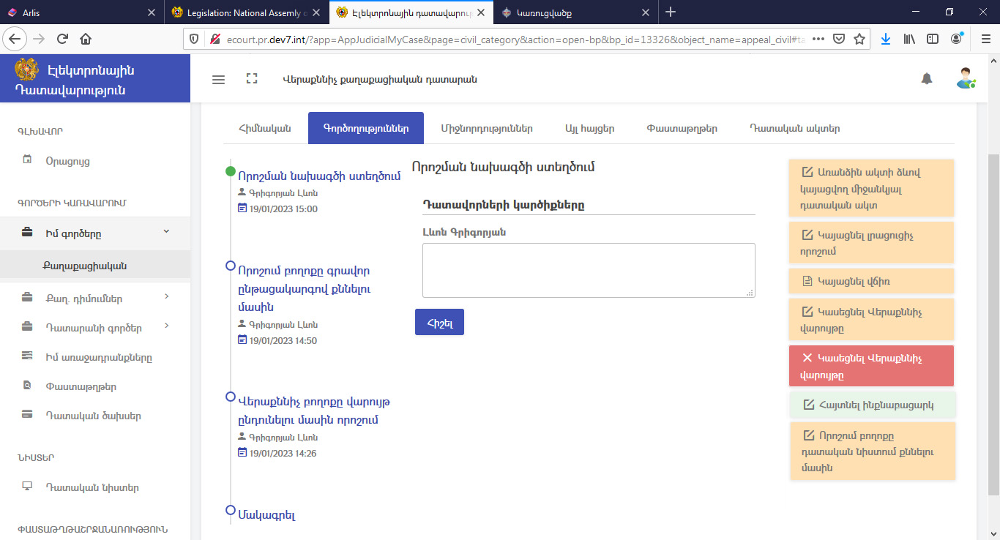 Arlis
Legislation: National Assemly o
Էլեկտրոնային դատավարությ
Կառուցվածք
ecourt.pr.dev7.int/?app=AppJudicialMyCase&page=civil_category&action=open-bp&bp_id=13326&object_name=appeal_civil#ta
Էլեկտրոնային
Դատավարություն
Վերաքննիչ քաղաքացիական դատարան
ԳԼԽԱՎՈՐ
Օրացույց
ԳՈՐԾԵՐԻ ԿԱՌԱՎԱՐՈՒՄ
Իմ գործերը
Քաղաքացիական
Քաղ. դիմումներ
Դատարանի գործեր
Իմ առաջադրանքները
Փաստաթղթեր
Դատական ծախսեր
ՆԻՍՏԵՐ
Դատական նիստեր
ՓԱՍՏԱԹՂԹԱՇՐՋԱՆԱՌՈՒԹՅՈՒՆ
Հիմնական
Գործողություններ
Միջնորդություններ
Այլ հայցեր
Փաստաթղթեր
Դատական ակտեր
Որոշման նախագծի ստեղծում
Գրիգորյան Լևոն
19/01/2023 15:00
Որոշում բողոքը գրավոր
ընթացակարգով քննելու
մասին
Գրիգորյան Լևոն
19/01/2023 14:50
Վերաքննիչ բողոքը վարույթ
ընդունելու մասին որոշում
Գրիգորյան Լևոն
19/01/2023 14:26
Մակագրել
Որոշման նախագծի ստեղծում
Դատավորների կարծիքները
Լևոն Գրիգորյան
Հիշել
Առանձին ակտի ձևով
կայացվող միջանկյալ
դատական ակտ
Կայացնել լրացուցիչ
որոշում
Կայացնել վճիռ
Կասեցնել Վերաքննիչ
վարույթը
Կասեցնել Վերաքննիչ
վարույթը
Հայտնել ինքնաբացարկ
Որոշում բողոքը
դատական նիստում քննելու
մասին